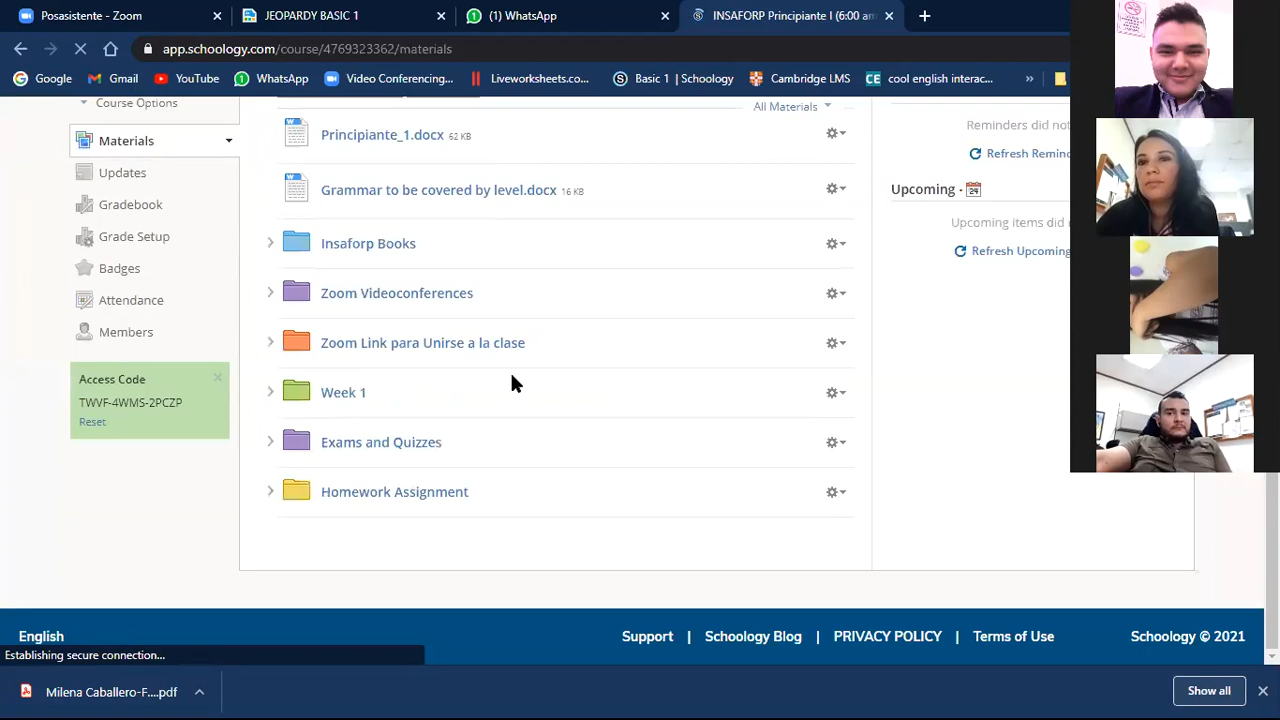 Posasistente - Zoom
JEOPARDY BASIC 1
(1) WhatsApp
INSAFORP Principiante I (6:00 am
app.schoology.com/course/4769323362/materials
Google
Gmail
YouTube
WhatsApp
Video Conferencing...
Liveworksheets.co...
Basic 1 | Schoology
Cambridge LMS
cool english interac...
»
Course Options
Materials
Updates
Gradebook
Grade Setup
Badges
Attendance
Members
Access Code
TWVF-4WMS-2PCZP
Reset
All Materials
Principiante_1.docx 52 KB
Grammar to be covered by level.docx 16 KB
Insaforp Books
Zoom Videoconferences
Zoom Link para Unirse a la clase
Week 1
Exams and Quizzes
Homework Assignment
Reminders did not
Refresh Remin
Upcoming ·
Upcoming items did
Refresh Upcoming
English
Support | Schoology Blog | PRIVACY POLICY | Terms of Use
Schoology © 2021
Establishing secure connection...
Milena Caballero-F....pdf
Show all